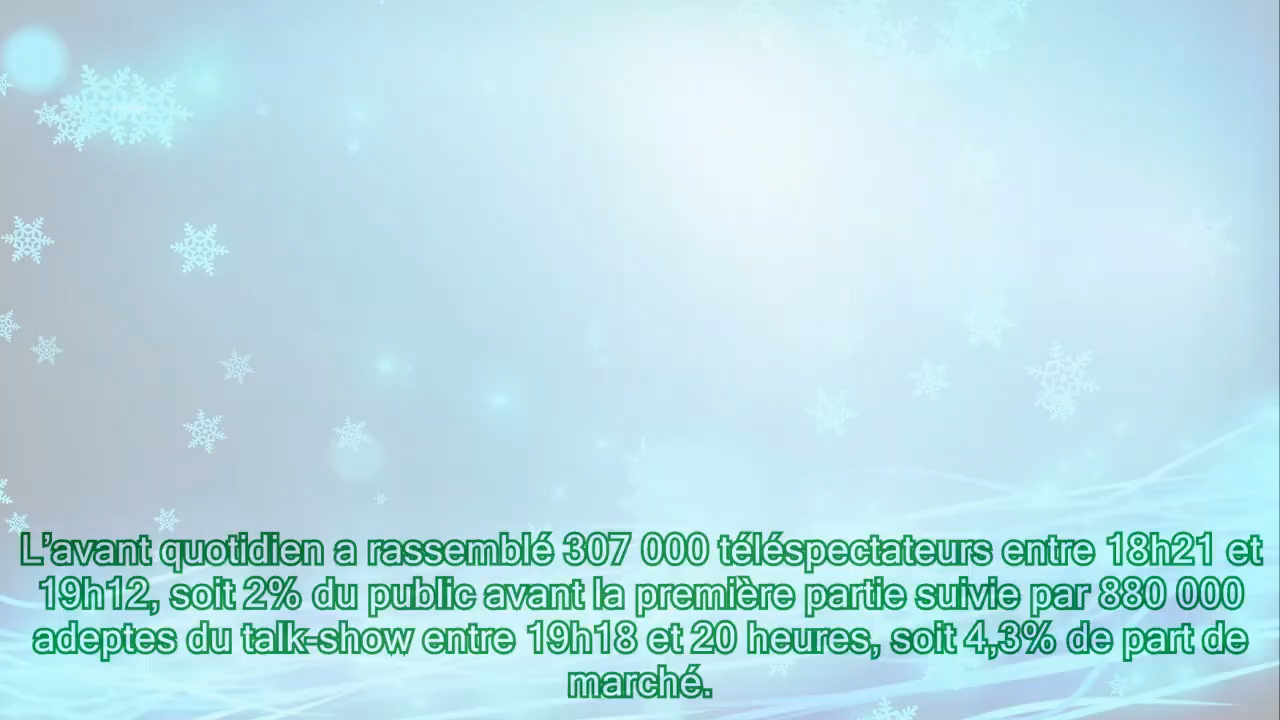 L'avant quotidien a rassemblé 307 000 téléspectateurs entre 18h21 et
19h12, soit 2% du public avant la première partie suivie par 880 000
adeptes du talk-show entre 19h18 et 20 heures, soit 4,3% de part de
marché.